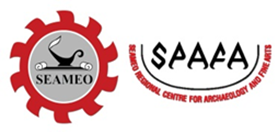 SEAMEO
SPAFA
SEAMEO REGIONAL CENTRE FOR ARCHAEOLOGY AND FINE ARTS